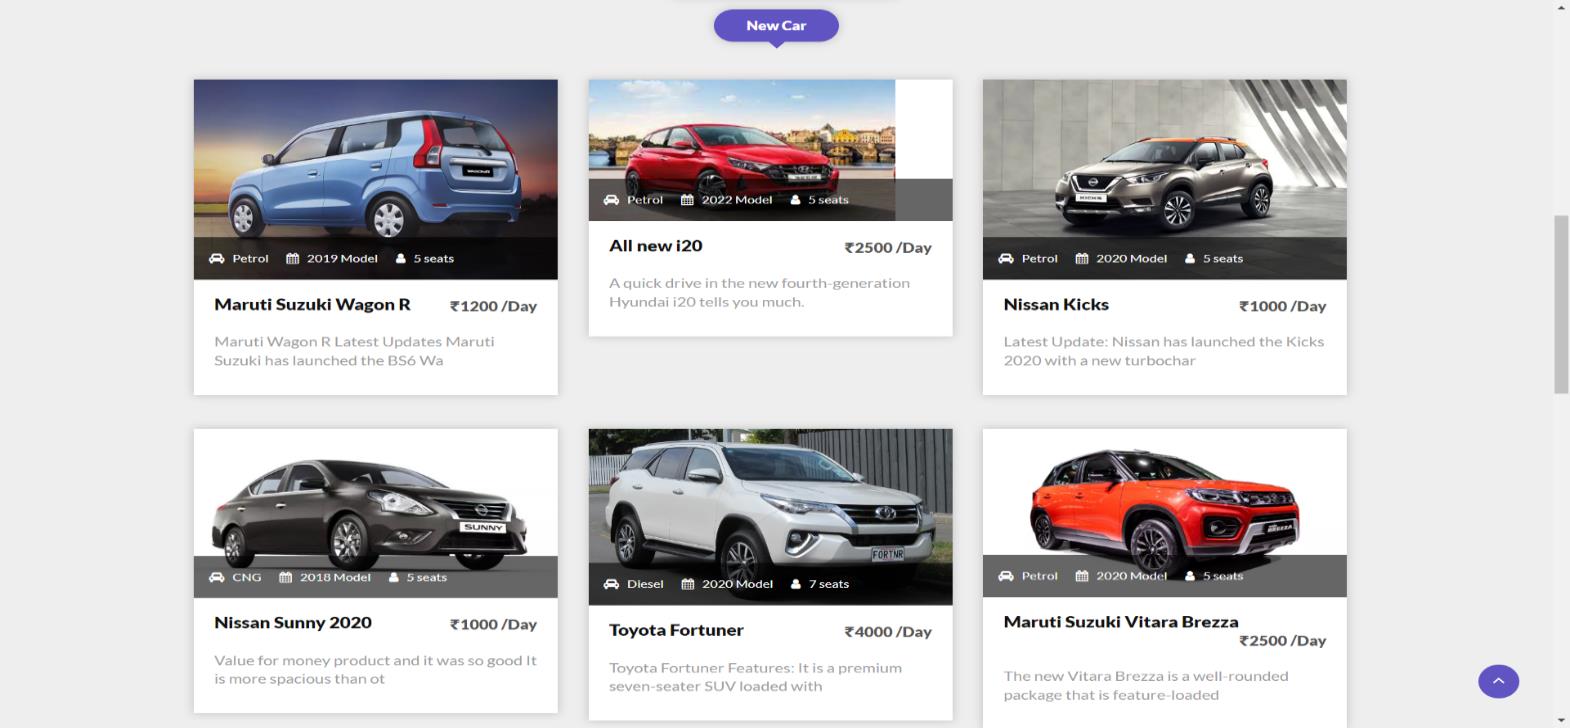 New Car
Petrol 2019 Model 5 seats
Maruti Suzuki Wagon R ₹1200 /Day
Maruti Wagon R Latest Updates Maruti
Suzuki has launched the BS6 Wa
Petrol 2022 Model 5 seats
All new i20 ₹2500 /Day
A quick drive in the new fourth-generation
Hyundai i20 tells you much.
KICKS
Petrol 2020 Model 5 seats
Nissan Kicks ₹1000 /Day
Latest Update: Nissan has launched the Kicks
2020 with a new turbochar
SUNNY
CNG 2018 Model 5 seats
Nissan Sunny 2020 ₹1000 /Day
Value for money product and it was so good It
is more spacious than ot
FORTNR
Diesel 2020 Model 7 seats
Toyota Fortuner ₹4000 /Day
Toyota Fortuner Features: It is a premium
seven-seater SUV loaded with
BREZZA
Petrol 2020 Model 5 seats
Maruti Suzuki Vitara Brezza
₹2500 /Day
The new Vitara Brezza is a well-rounded
package that is feature-loaded